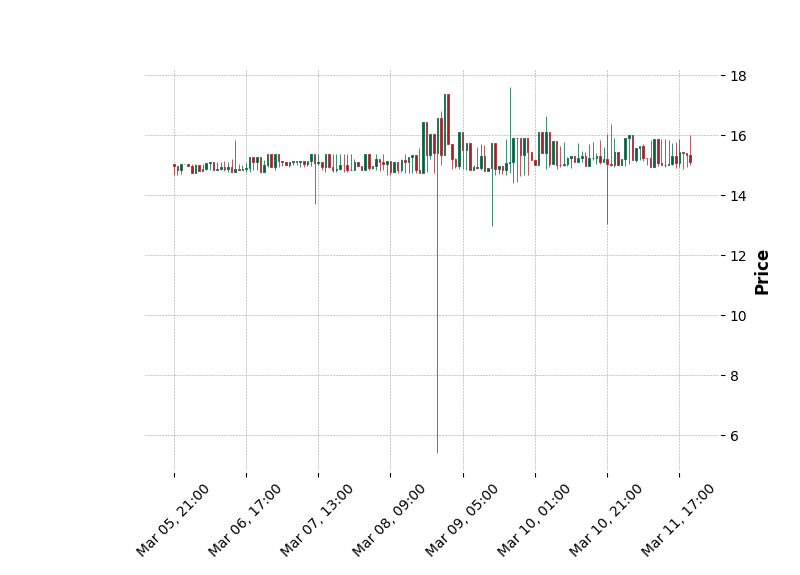 18
16
14
12
10
8
6
Price
Mar 05, 21:00
Mar 06, 17:00
Mar 07, 13:00
Mar 08, 09:00
Mar 09, 05:00
Mar 10, 01:00
Mar 10, 21:00
Mar 11, 17:00